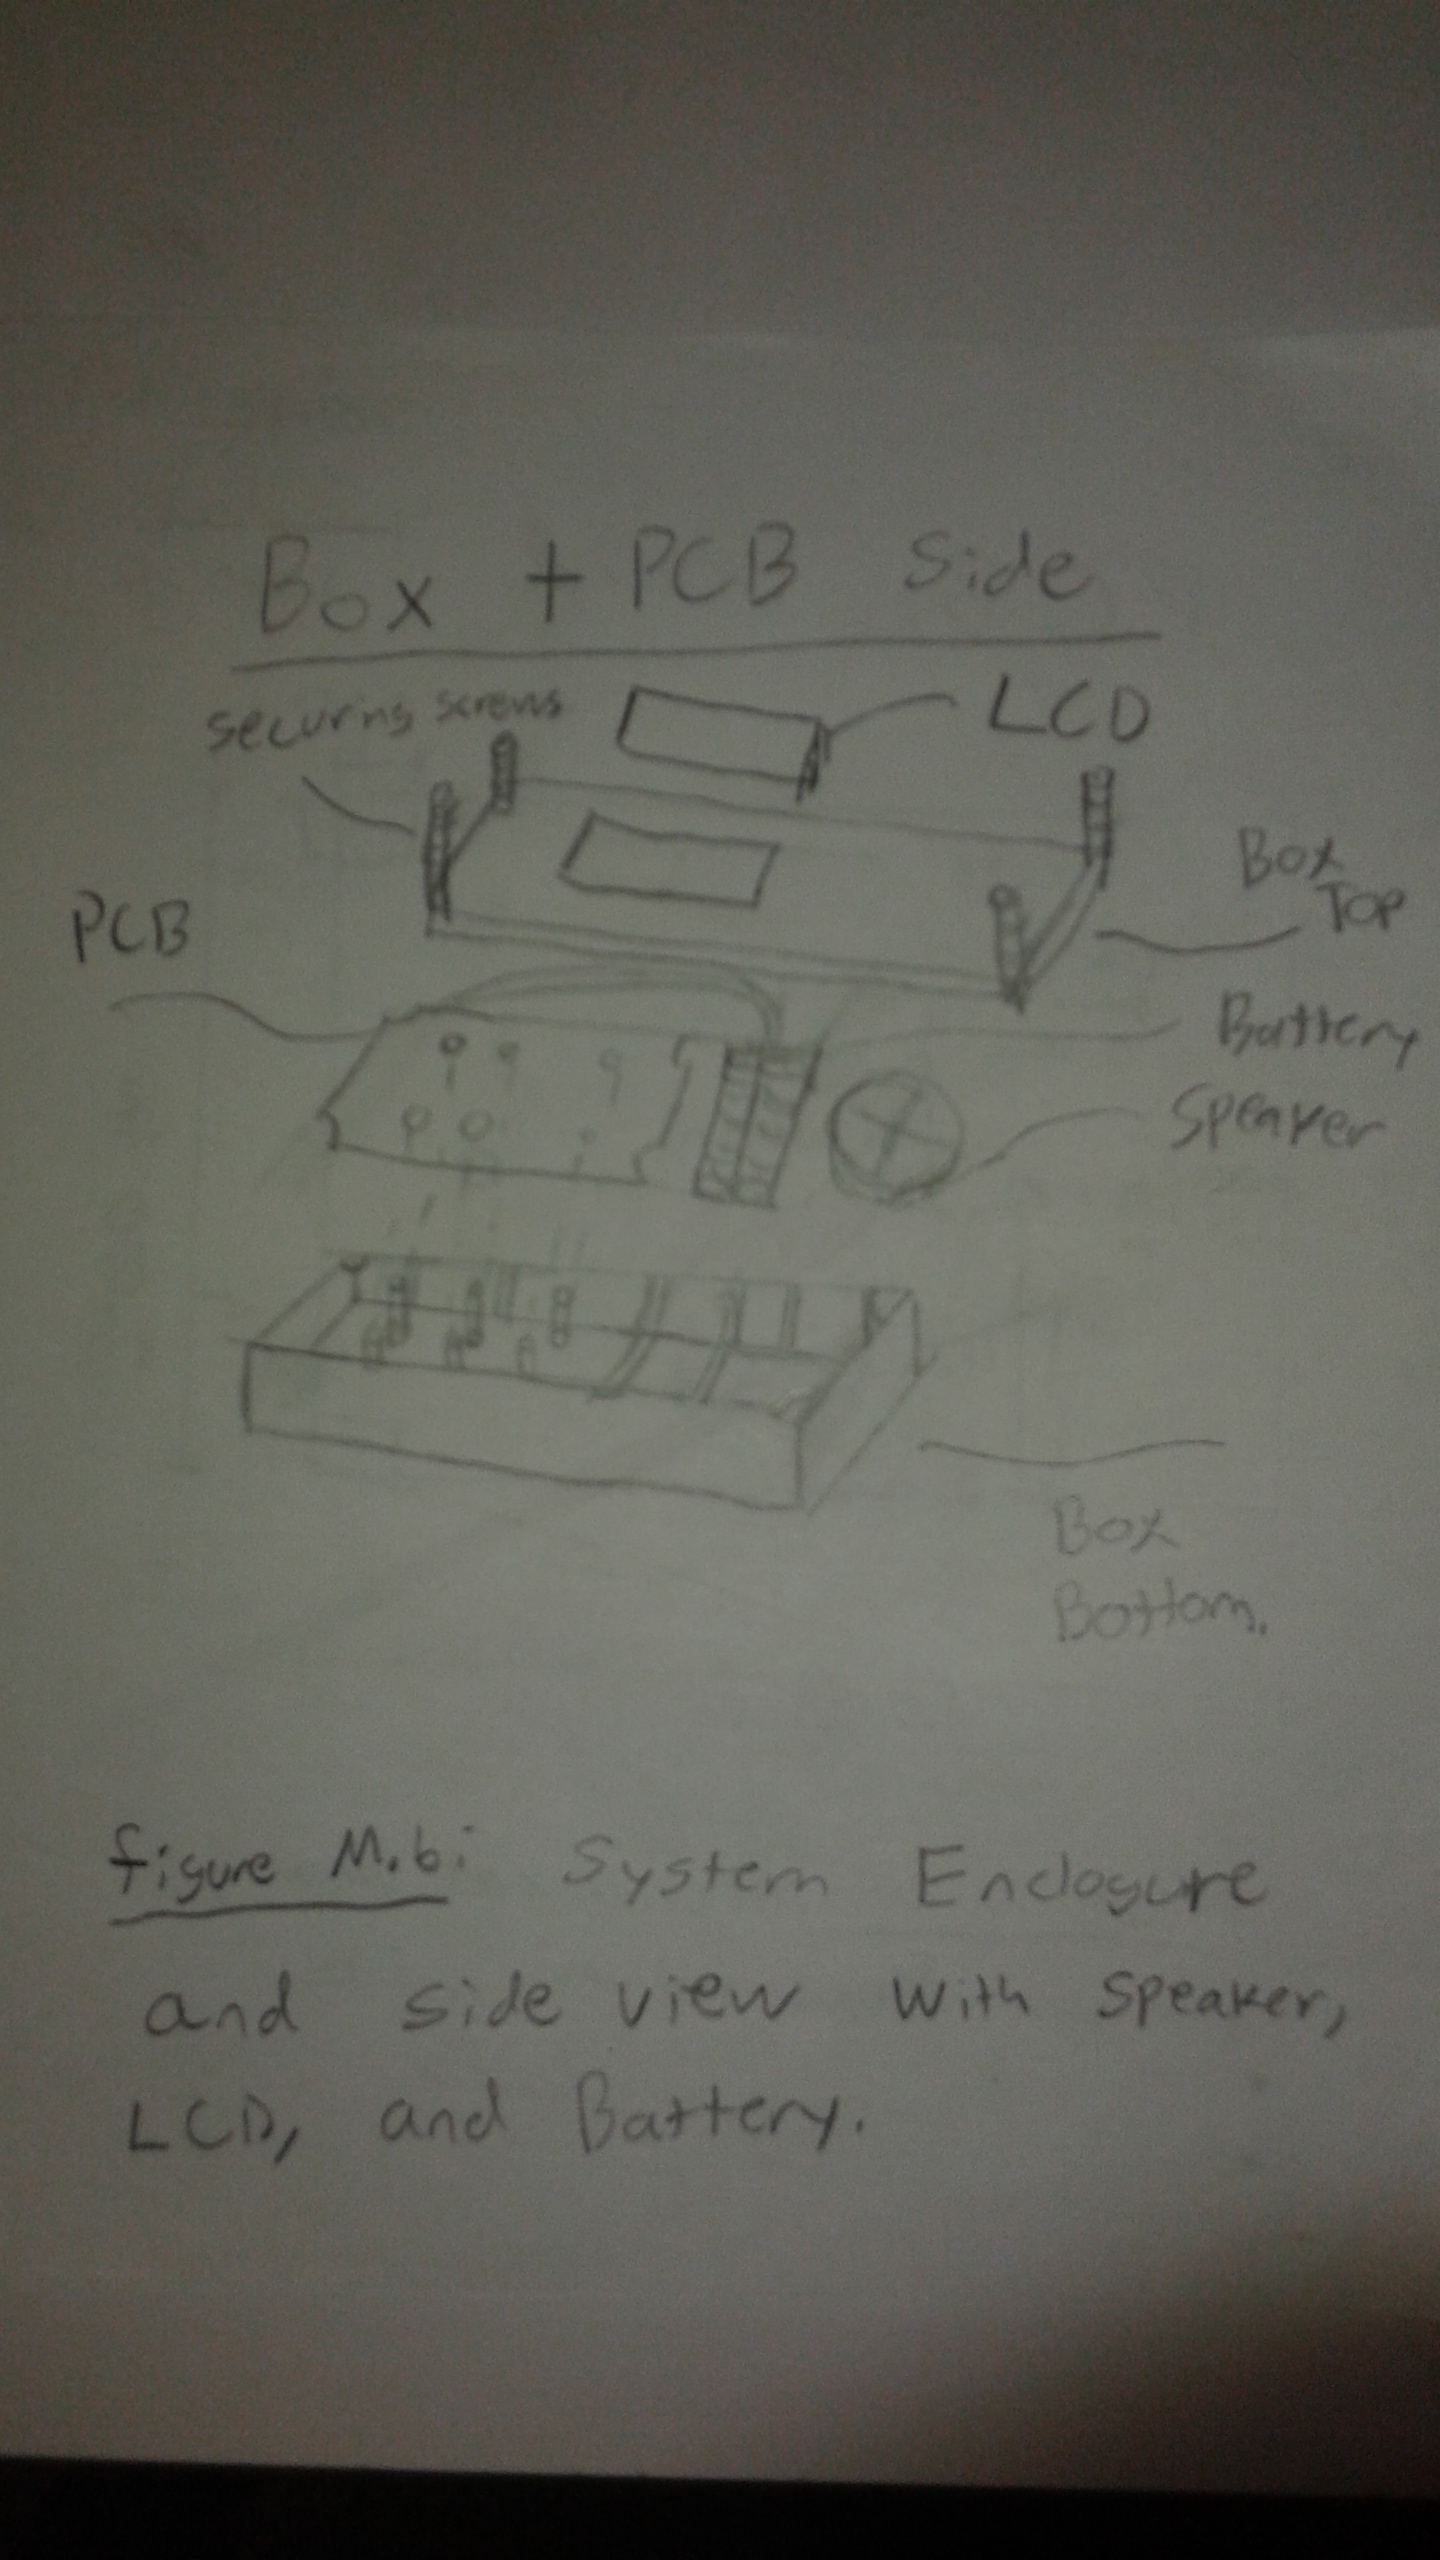 Box + PCB Side
securing screws
LCD
Box
Top
PCB
Battery
Speaker
Box
Bottom.
figure M.b: System Enclosure
and side view with speaker,
LCD, and Battery.